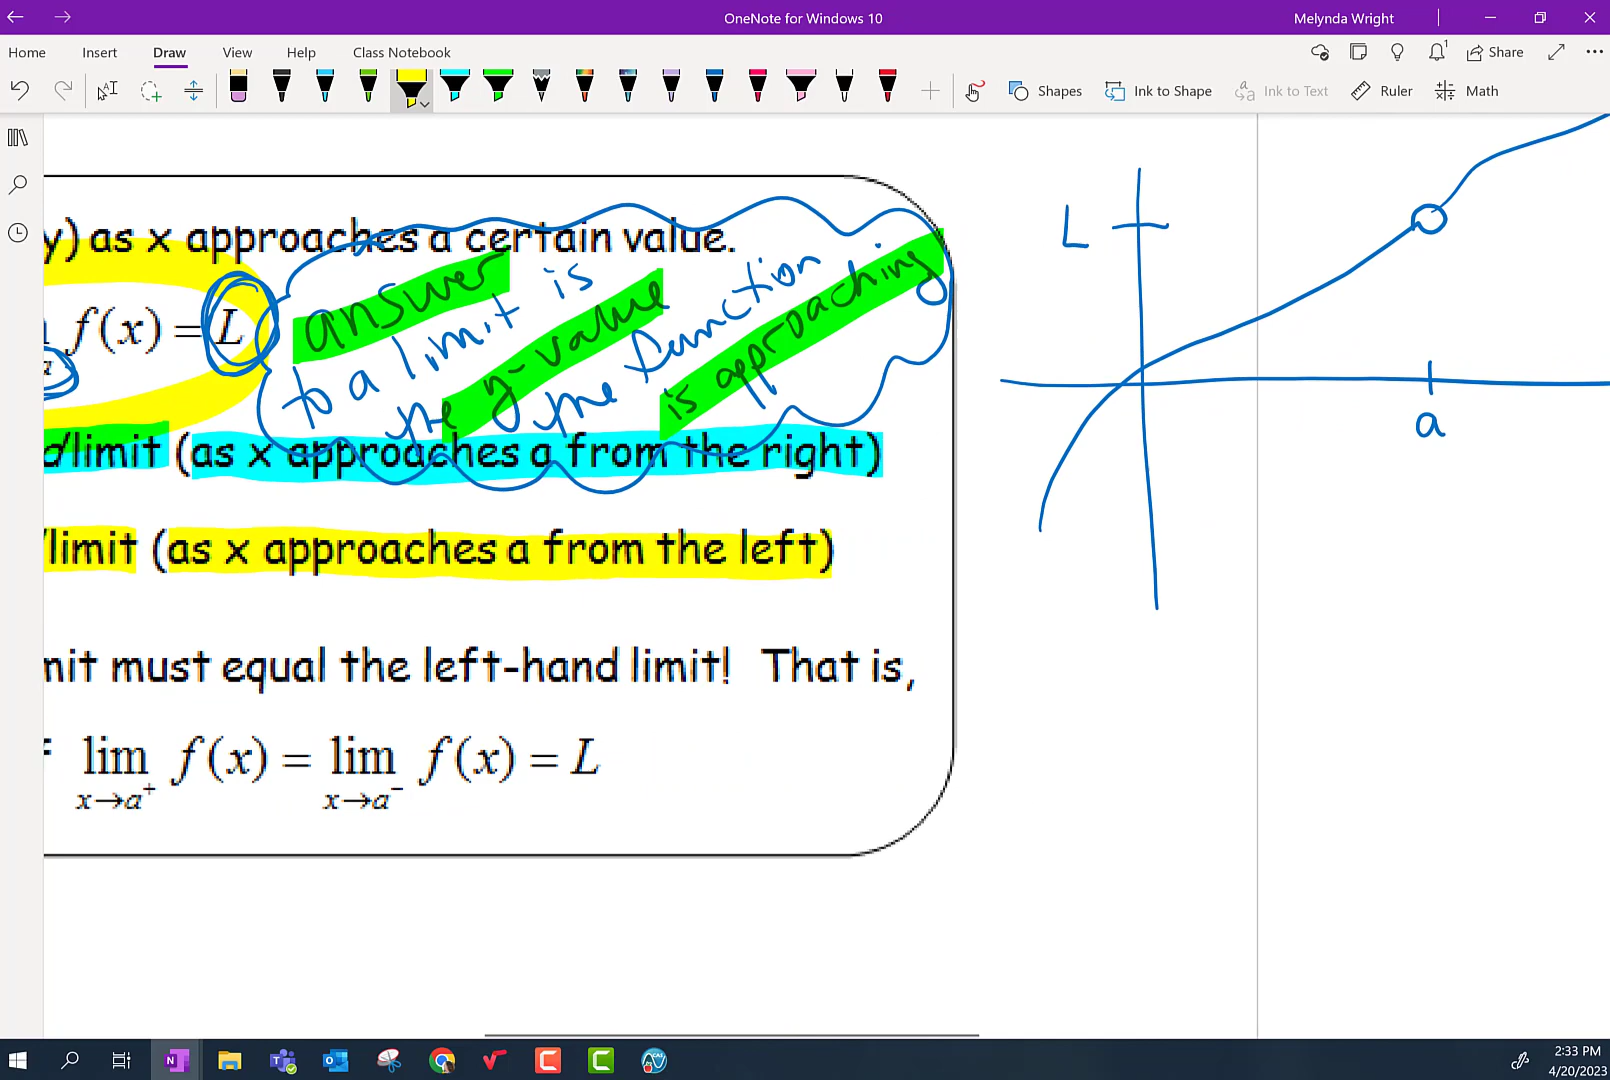 OneNote for Windows 10
Melynda Wright
Home Insert Draw View Help Class Notebook
1
Share
Shapes
Ink to Shape
Ink to Text
Ruler
Math
y) as x approaches a certain value.
f(x) = L
a
answer
to a limit is
the y-value
the function
is approaching
d limit (as x approaches a from the right)
limit (as x approaches a from the left)
mit must equal the left-hand limit! That is,
lim f(x) = lim f(x) = L
x→a⁺ x→a⁻
L
a
2:33 PM
4/20/2023